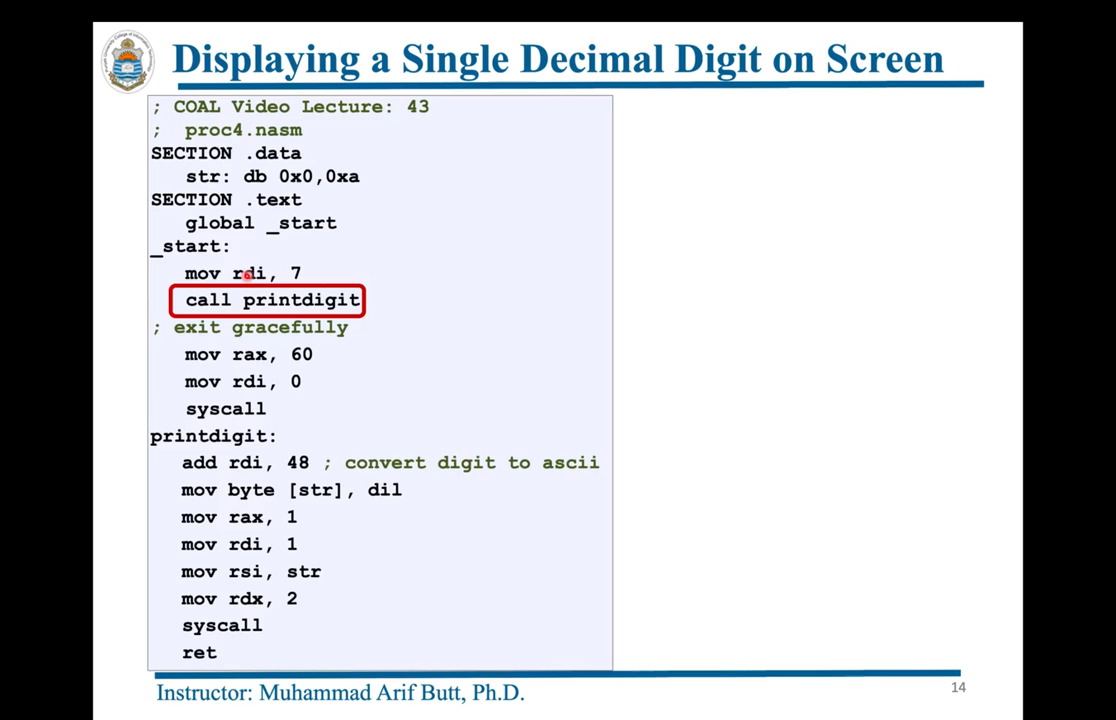 Displaying a Single Decimal Digit on Screen
; COAL Video Lecture: 43
; proc4.nasm
SECTION .data
str: db 0x0,0xa
SECTION .text
global _start
_start:
mov rdi, 7
call printdigit
; exit gracefully
mov rax, 60
mov rdi, 0
syscall
printdigit:
add rdi, 48 ; convert digit to ascii
mov byte [str], dil
mov rax, 1
mov rdi, 1
mov rsi, str
mov rdx, 2
syscall
ret
Instructor: Muhammad Arif Butt, Ph.D.
14